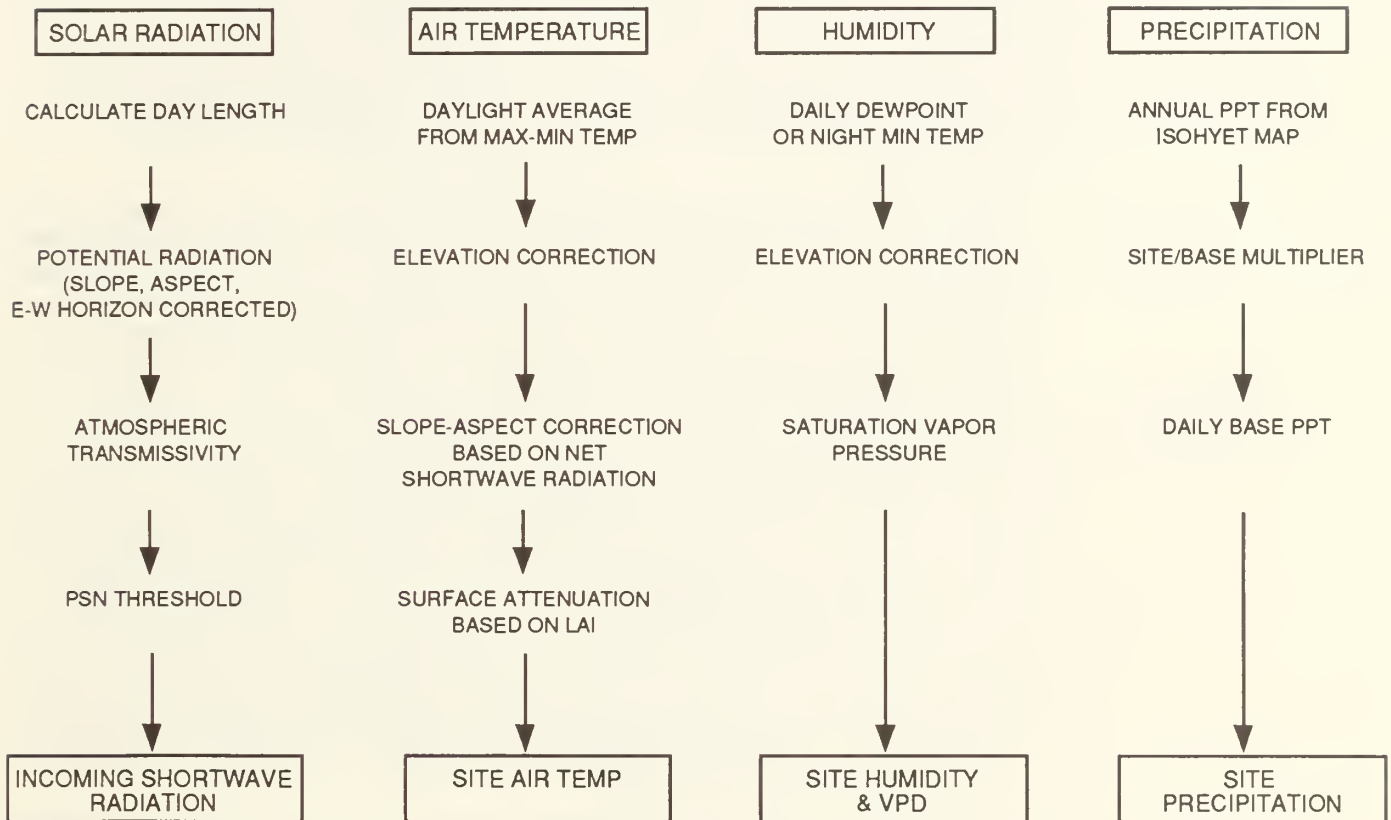 SOLAR RADIATION
CALCULATE DAY LENGTH
POTENTIAL RADIATION
(SLOPE, ASPECT,
E-W HORIZON CORRECTED)
ATMOSPHERIC
TRANSMISSIVITY
PSN THRESHOLD
INCOMING SHORTWAVE
RADIATION
AIR TEMPERATURE
DAYLIGHT AVERAGE
FROM MAX-MIN TEMP
ELEVATION CORRECTION
SLOPE-ASPECT CORRECTION
BASED ON NET
SHORTWAVE RADIATION
SURFACE ATTENUATION
BASED ON LAI
SITE AIR TEMP
HUMIDITY
DAILY DEWPOINT
OR NIGHT MIN TEMP
ELEVATION CORRECTION
SATURATION VAPOR
PRESSURE
SITE HUMIDITY
& VPD
PRECIPITATION
ANNUAL PPT FROM
ISOHYET MAP
SITE/BASE MULTIPLIER
DAILY BASE PPT
SITE
PRECIPITATION